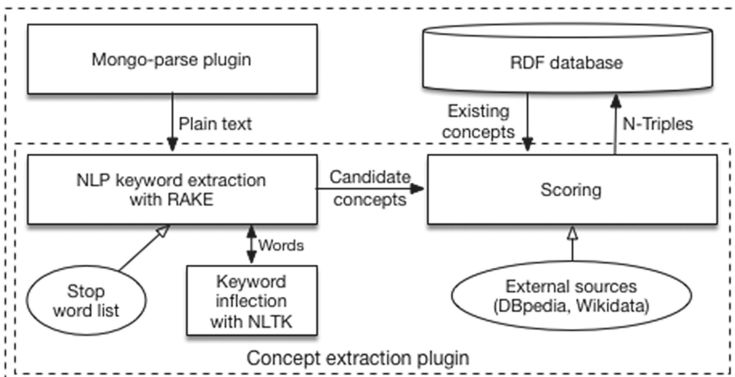 Mongo-parse plugin
RDF database
Plain text
Existing
concepts
N-Triples
NLP keyword extraction
with RAKE
Candidate
concepts
Scoring
Words
Stop
word list
Keyword
inflection
with NLTK
External sources
(DBpedia, Wikidata)
Concept extraction plugin